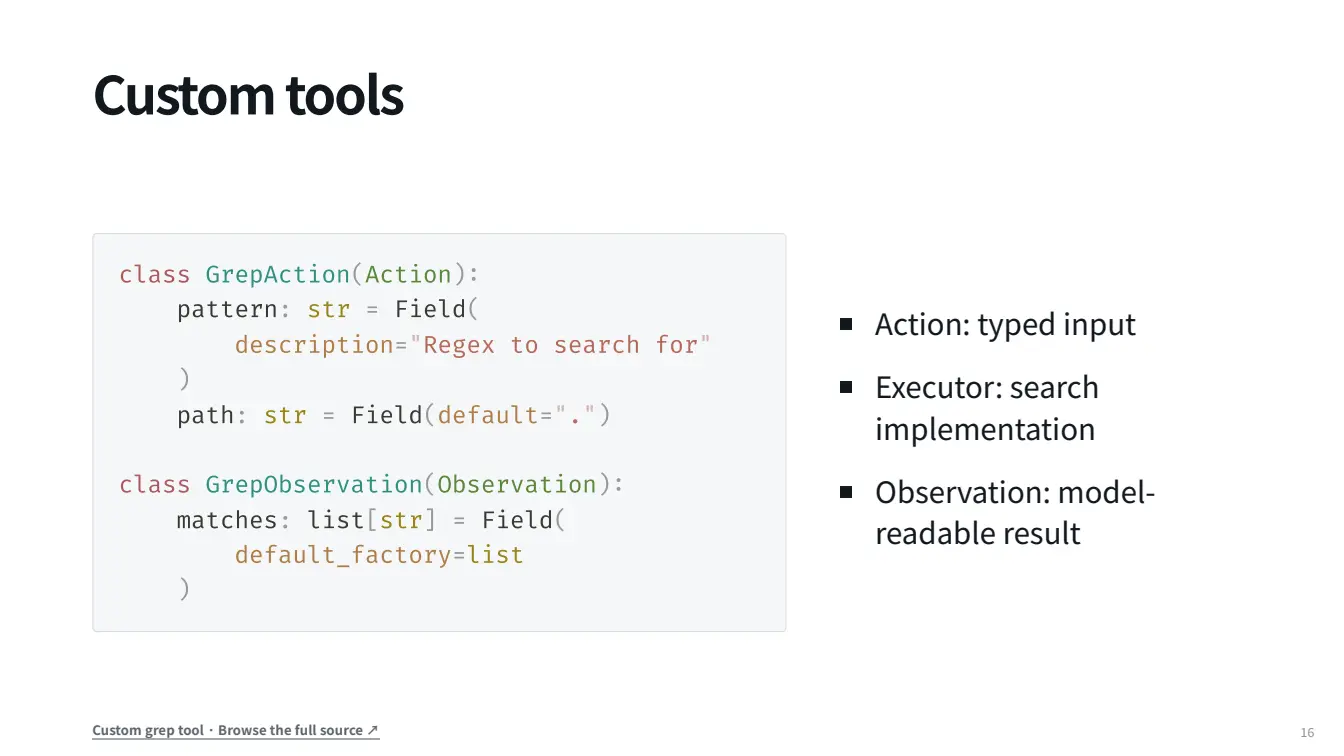 Custom tools
class GrepAction(Action):
    pattern: str = Field(
        description="Regex to search for"
    )
    path: str = Field(default=".")
class GrepObservation(Observation):
    matches: list[str] = Field(
        default_factory=list
    )
▪ Action: typed input
▪ Executor: search
implementation
▪ Observation: model-
readable result
Custom grep tool · Browse the full source ↗
16